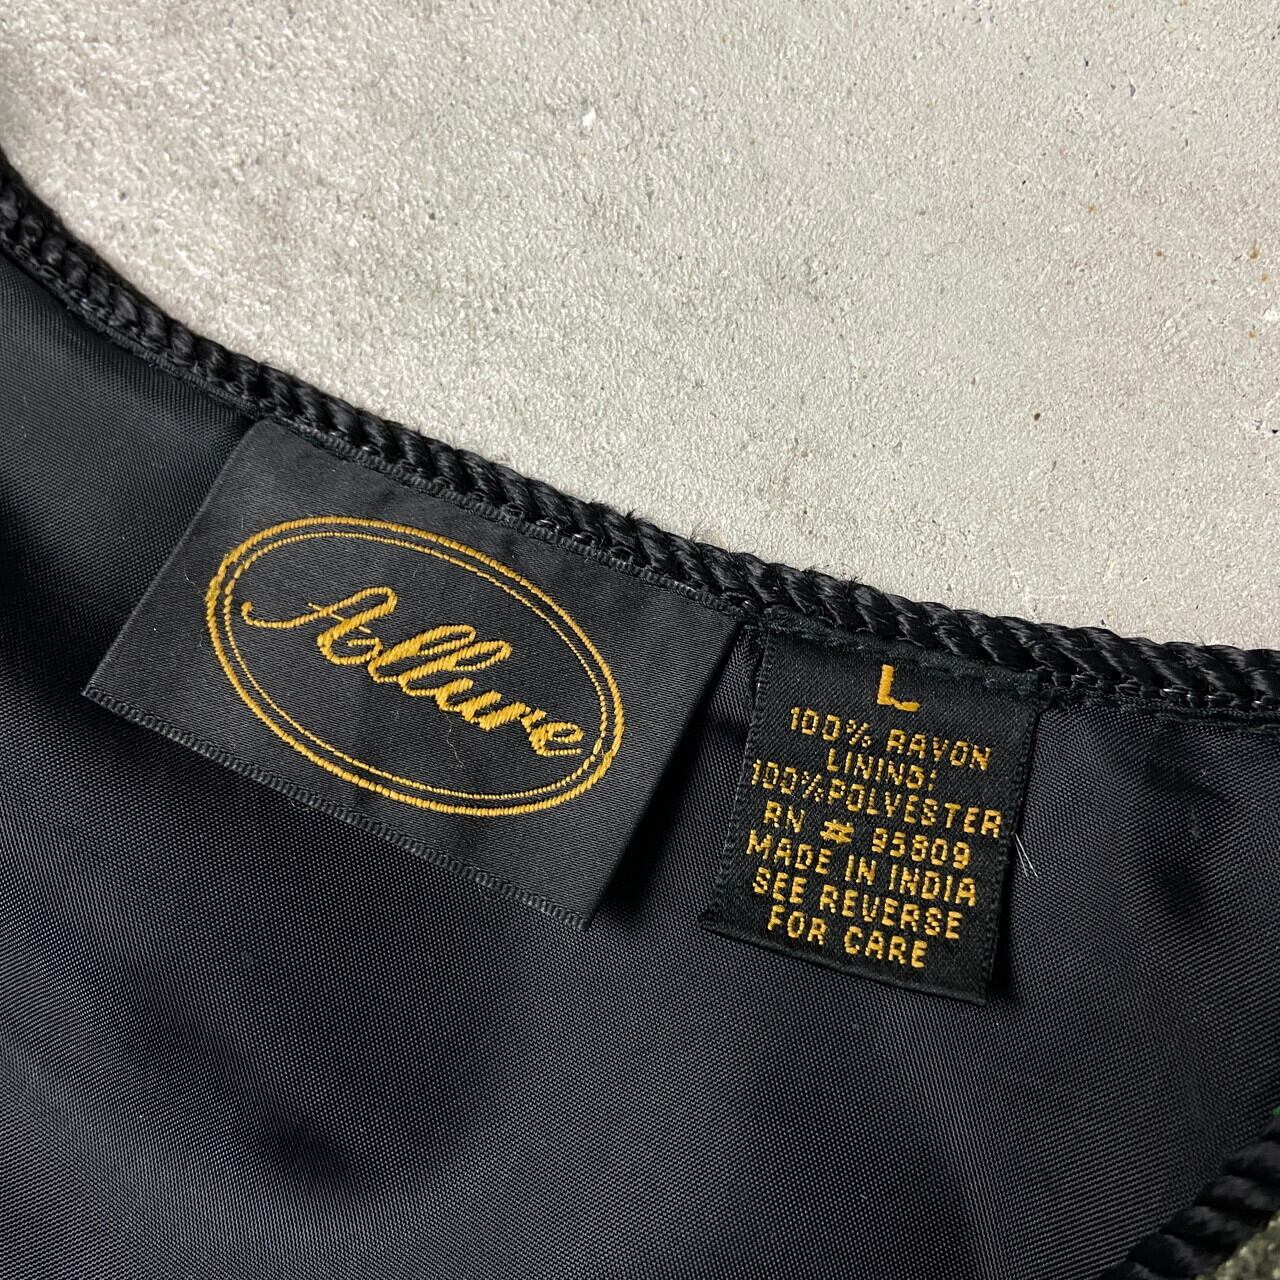 Allure
L
100% RAYON
LINING:
100%POLYESTER
RN # 95809
MADE IN INDIA
SEE REVERSE
FOR CARE